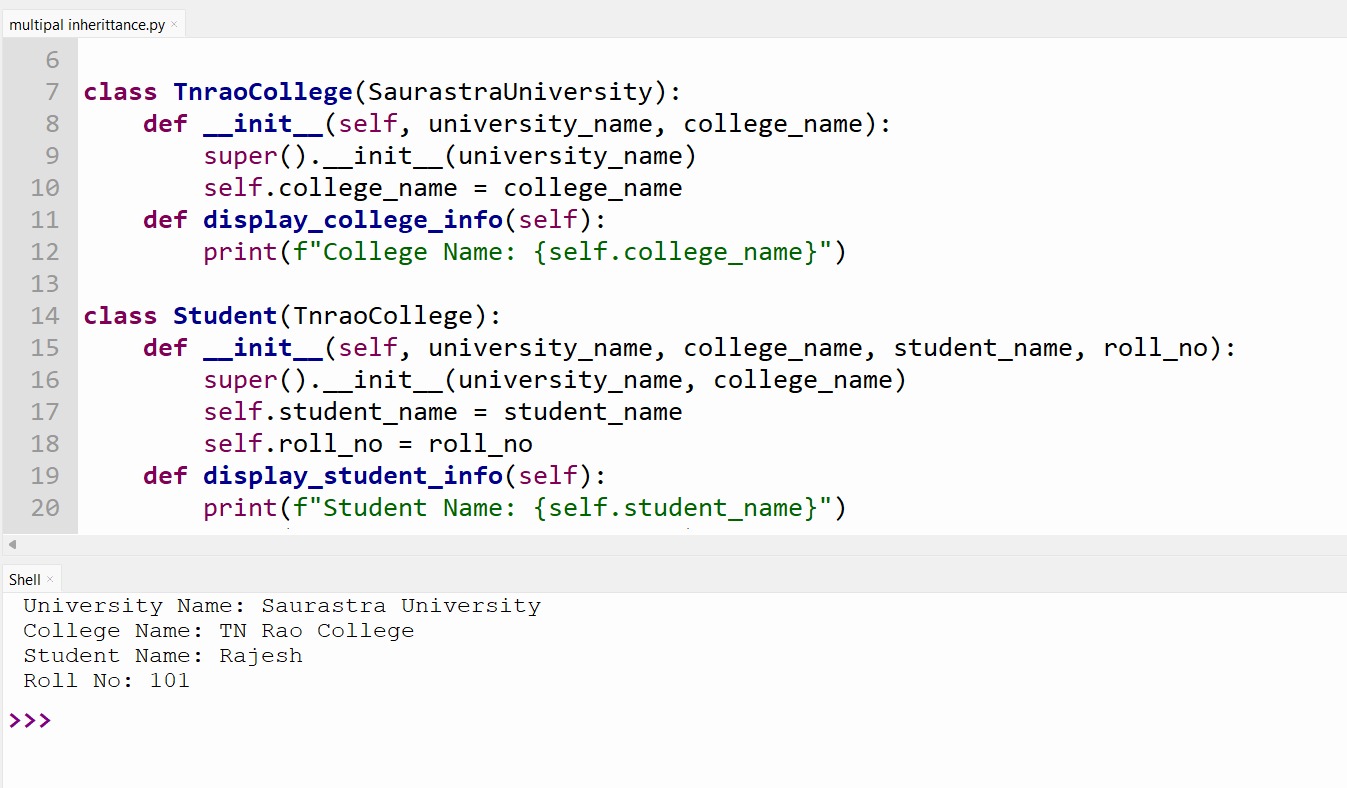 multipal inherittance.py ×
6
7 class TnraoCollege(SaurastraUniversity):
8     def __init__(self, university_name, college_name):
9         super().__init__(university_name)
10         self.college_name = college_name
11     def display_college_info(self):
12         print(f"College Name: {self.college_name}")
13
14 class Student(TnraoCollege):
15     def __init__(self, university_name, college_name, student_name, roll_no):
16         super().__init__(university_name, college_name)
17         self.student_name = student_name
18         self.roll_no = roll_no
19     def display_student_info(self):
20         print(f"Student Name: {self.student_name}")
Shell ×
University Name: Saurastra University
College Name: TN Rao College
Student Name: Rajesh
Roll No: 101
>>>